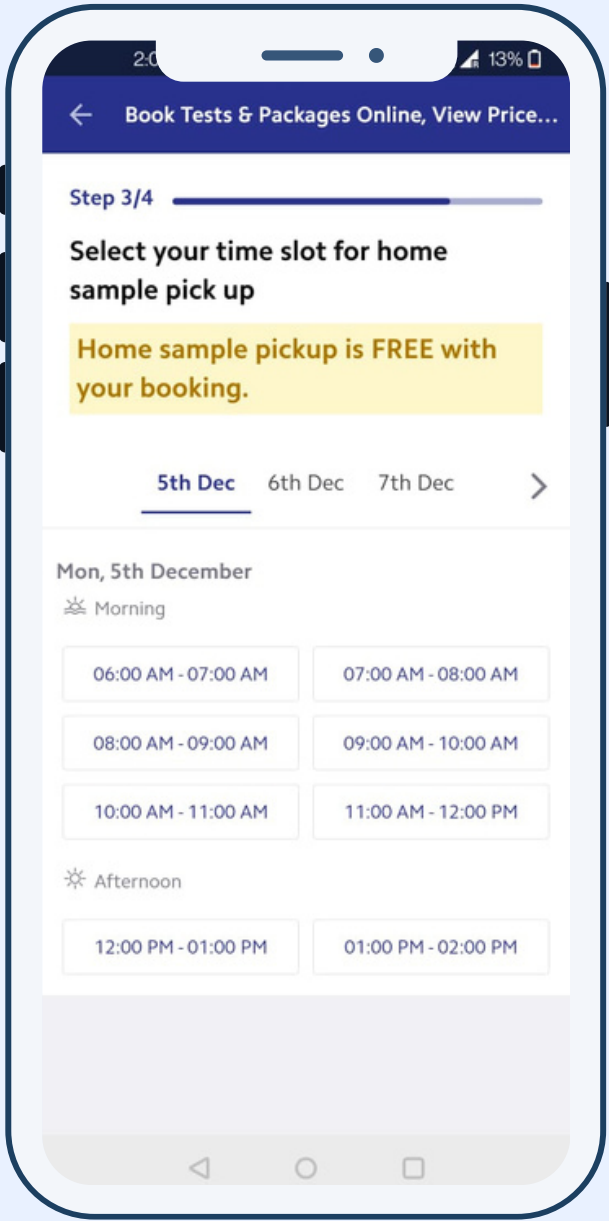 2:0
13%
Book Tests & Packages Online, View Price...
Step 3/4
Select your time slot for home
sample pick up
Home sample pickup is FREE with
your booking.
5th Dec 6th Dec 7th Dec
Mon, 5th December
Morning
06:00 AM - 07:00 AM 07:00 AM - 08:00 AM
08:00 AM - 09:00 AM 09:00 AM - 10:00 AM
10:00 AM - 11:00 AM 11:00 AM - 12:00 PM
Afternoon
12:00 PM - 01:00 PM 01:00 PM - 02:00 PM